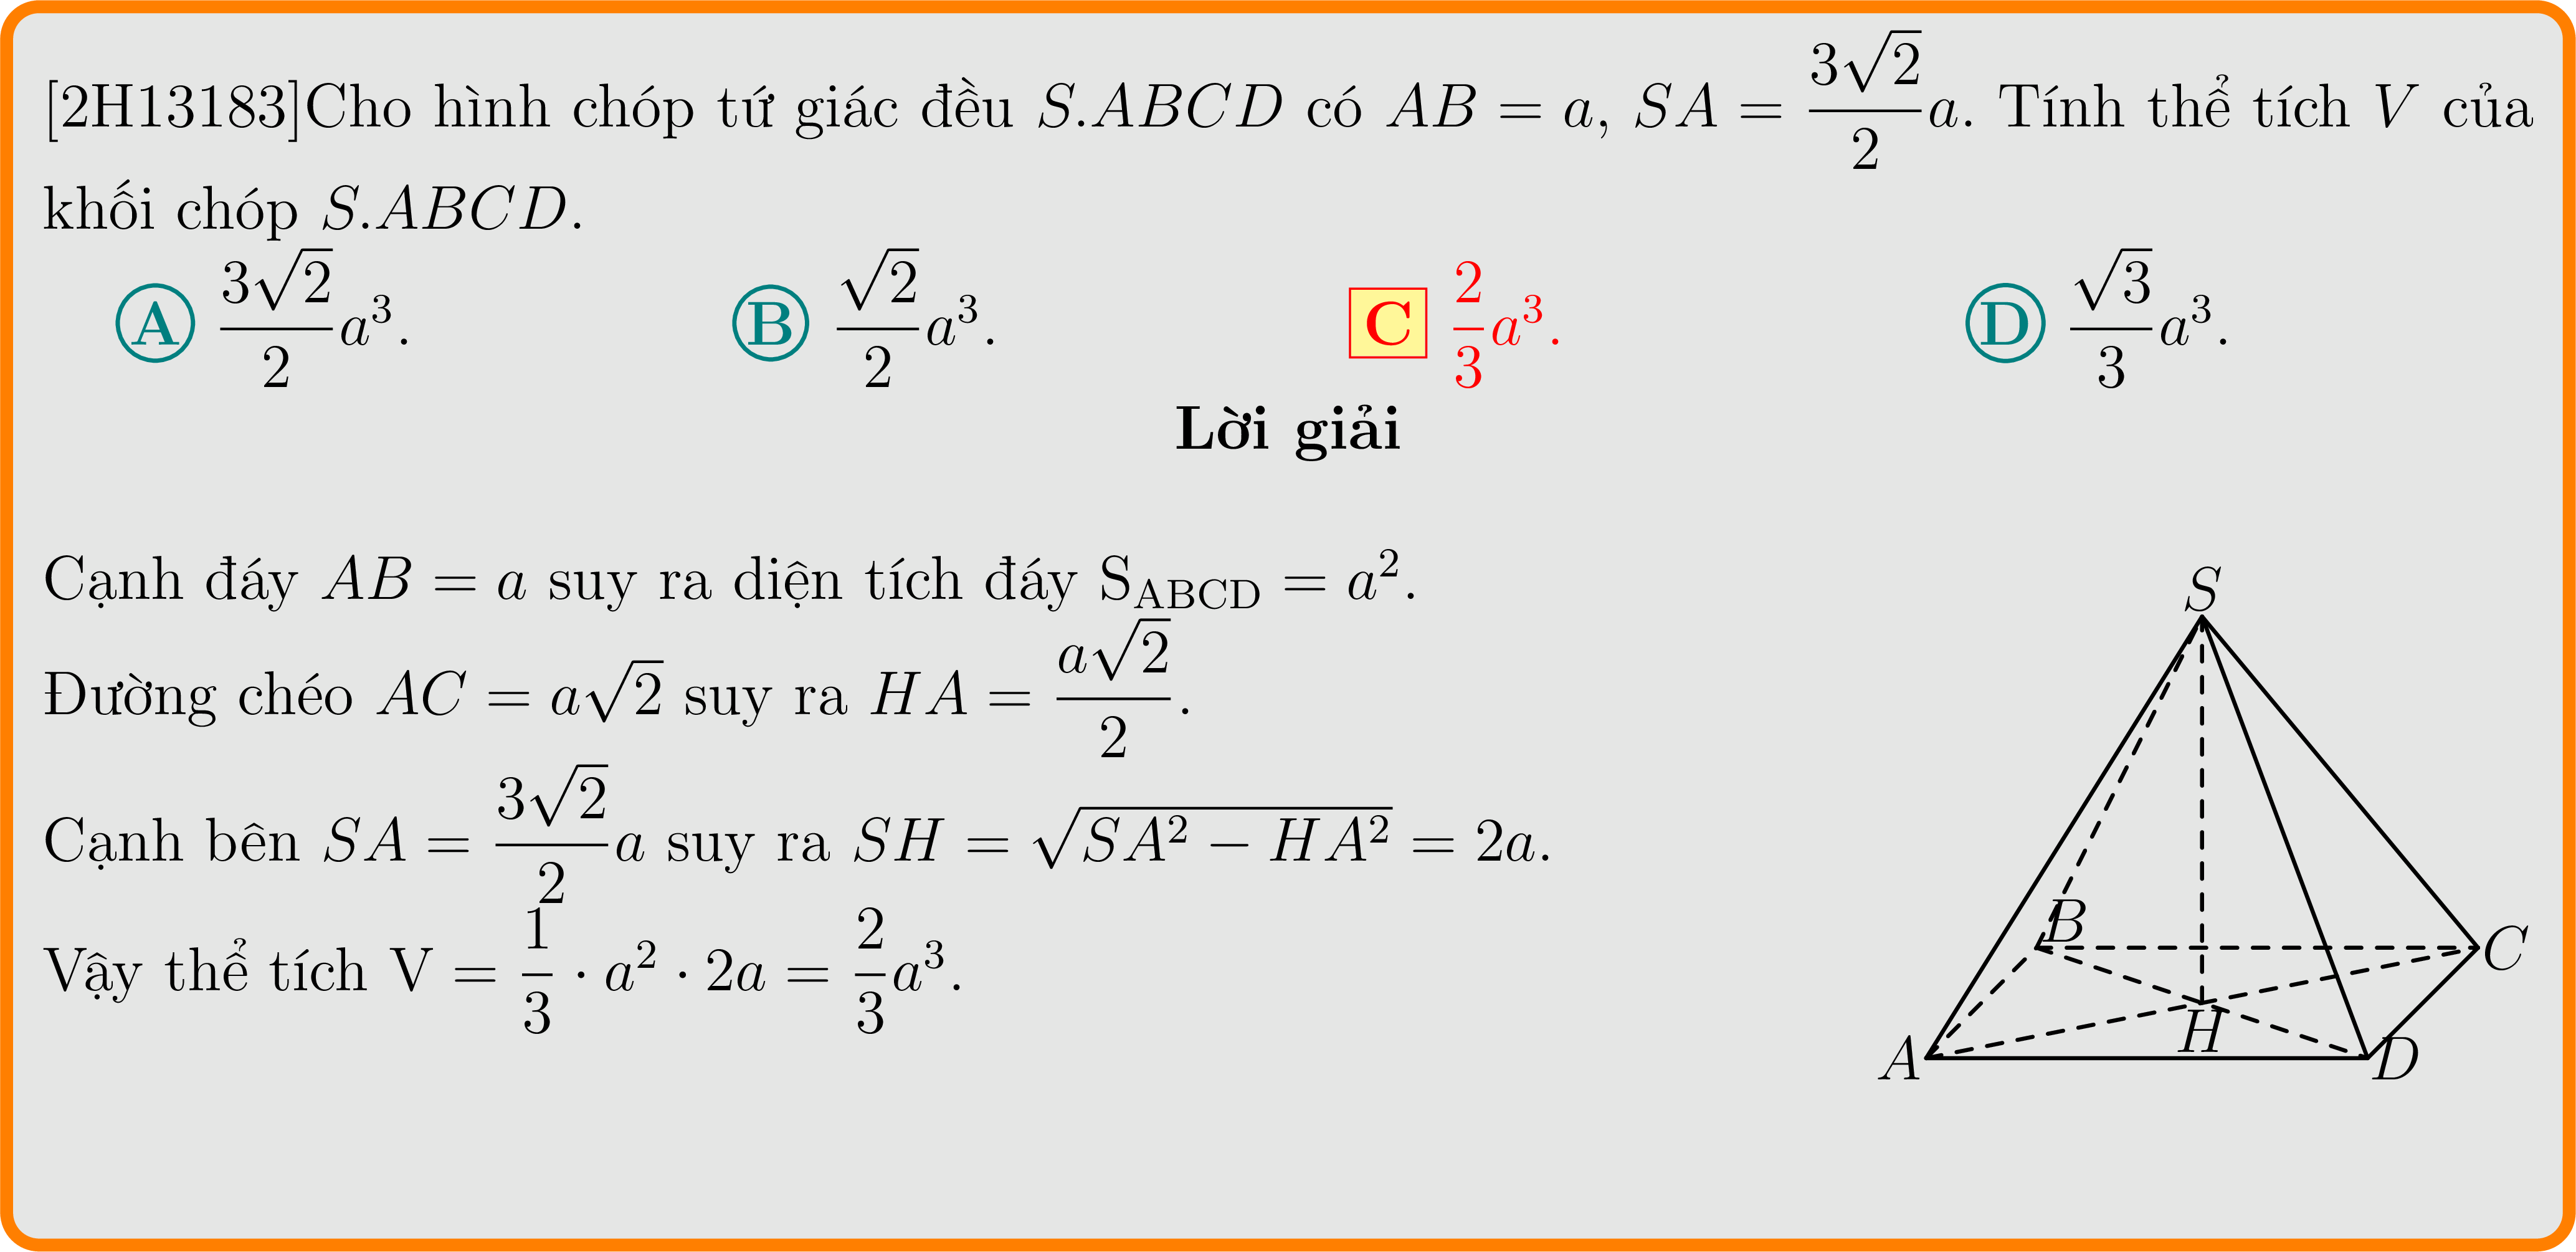 [2H13183]Cho hình chóp tứ giác đều S.ABCD có AB = a, SA = \frac{3\sqrt{2}}{2}a. Tính thể tích V của
khối chóp S.ABCD.
A \frac{3\sqrt{2}}{2}a^3. B \frac{\sqrt{2}}{2}a^3. C \frac{2}{3}a^3. D \frac{\sqrt{3}}{3}a^3.
Lời giải
Cạnh đáy AB = a suy ra diện tích đáy S_{ABCD} = a^2.
Đường chéo AC = a\sqrt{2} suy ra HA = \frac{a\sqrt{2}}{2}.
Cạnh bên SA = \frac{3\sqrt{2}}{2}a suy ra SH = \sqrt{SA^2 - HA^2} = 2a.
Vậy thể tích V = \frac{1}{3} · a^2 · 2a = \frac{2}{3}a^3.
S
B
C
H
A
D